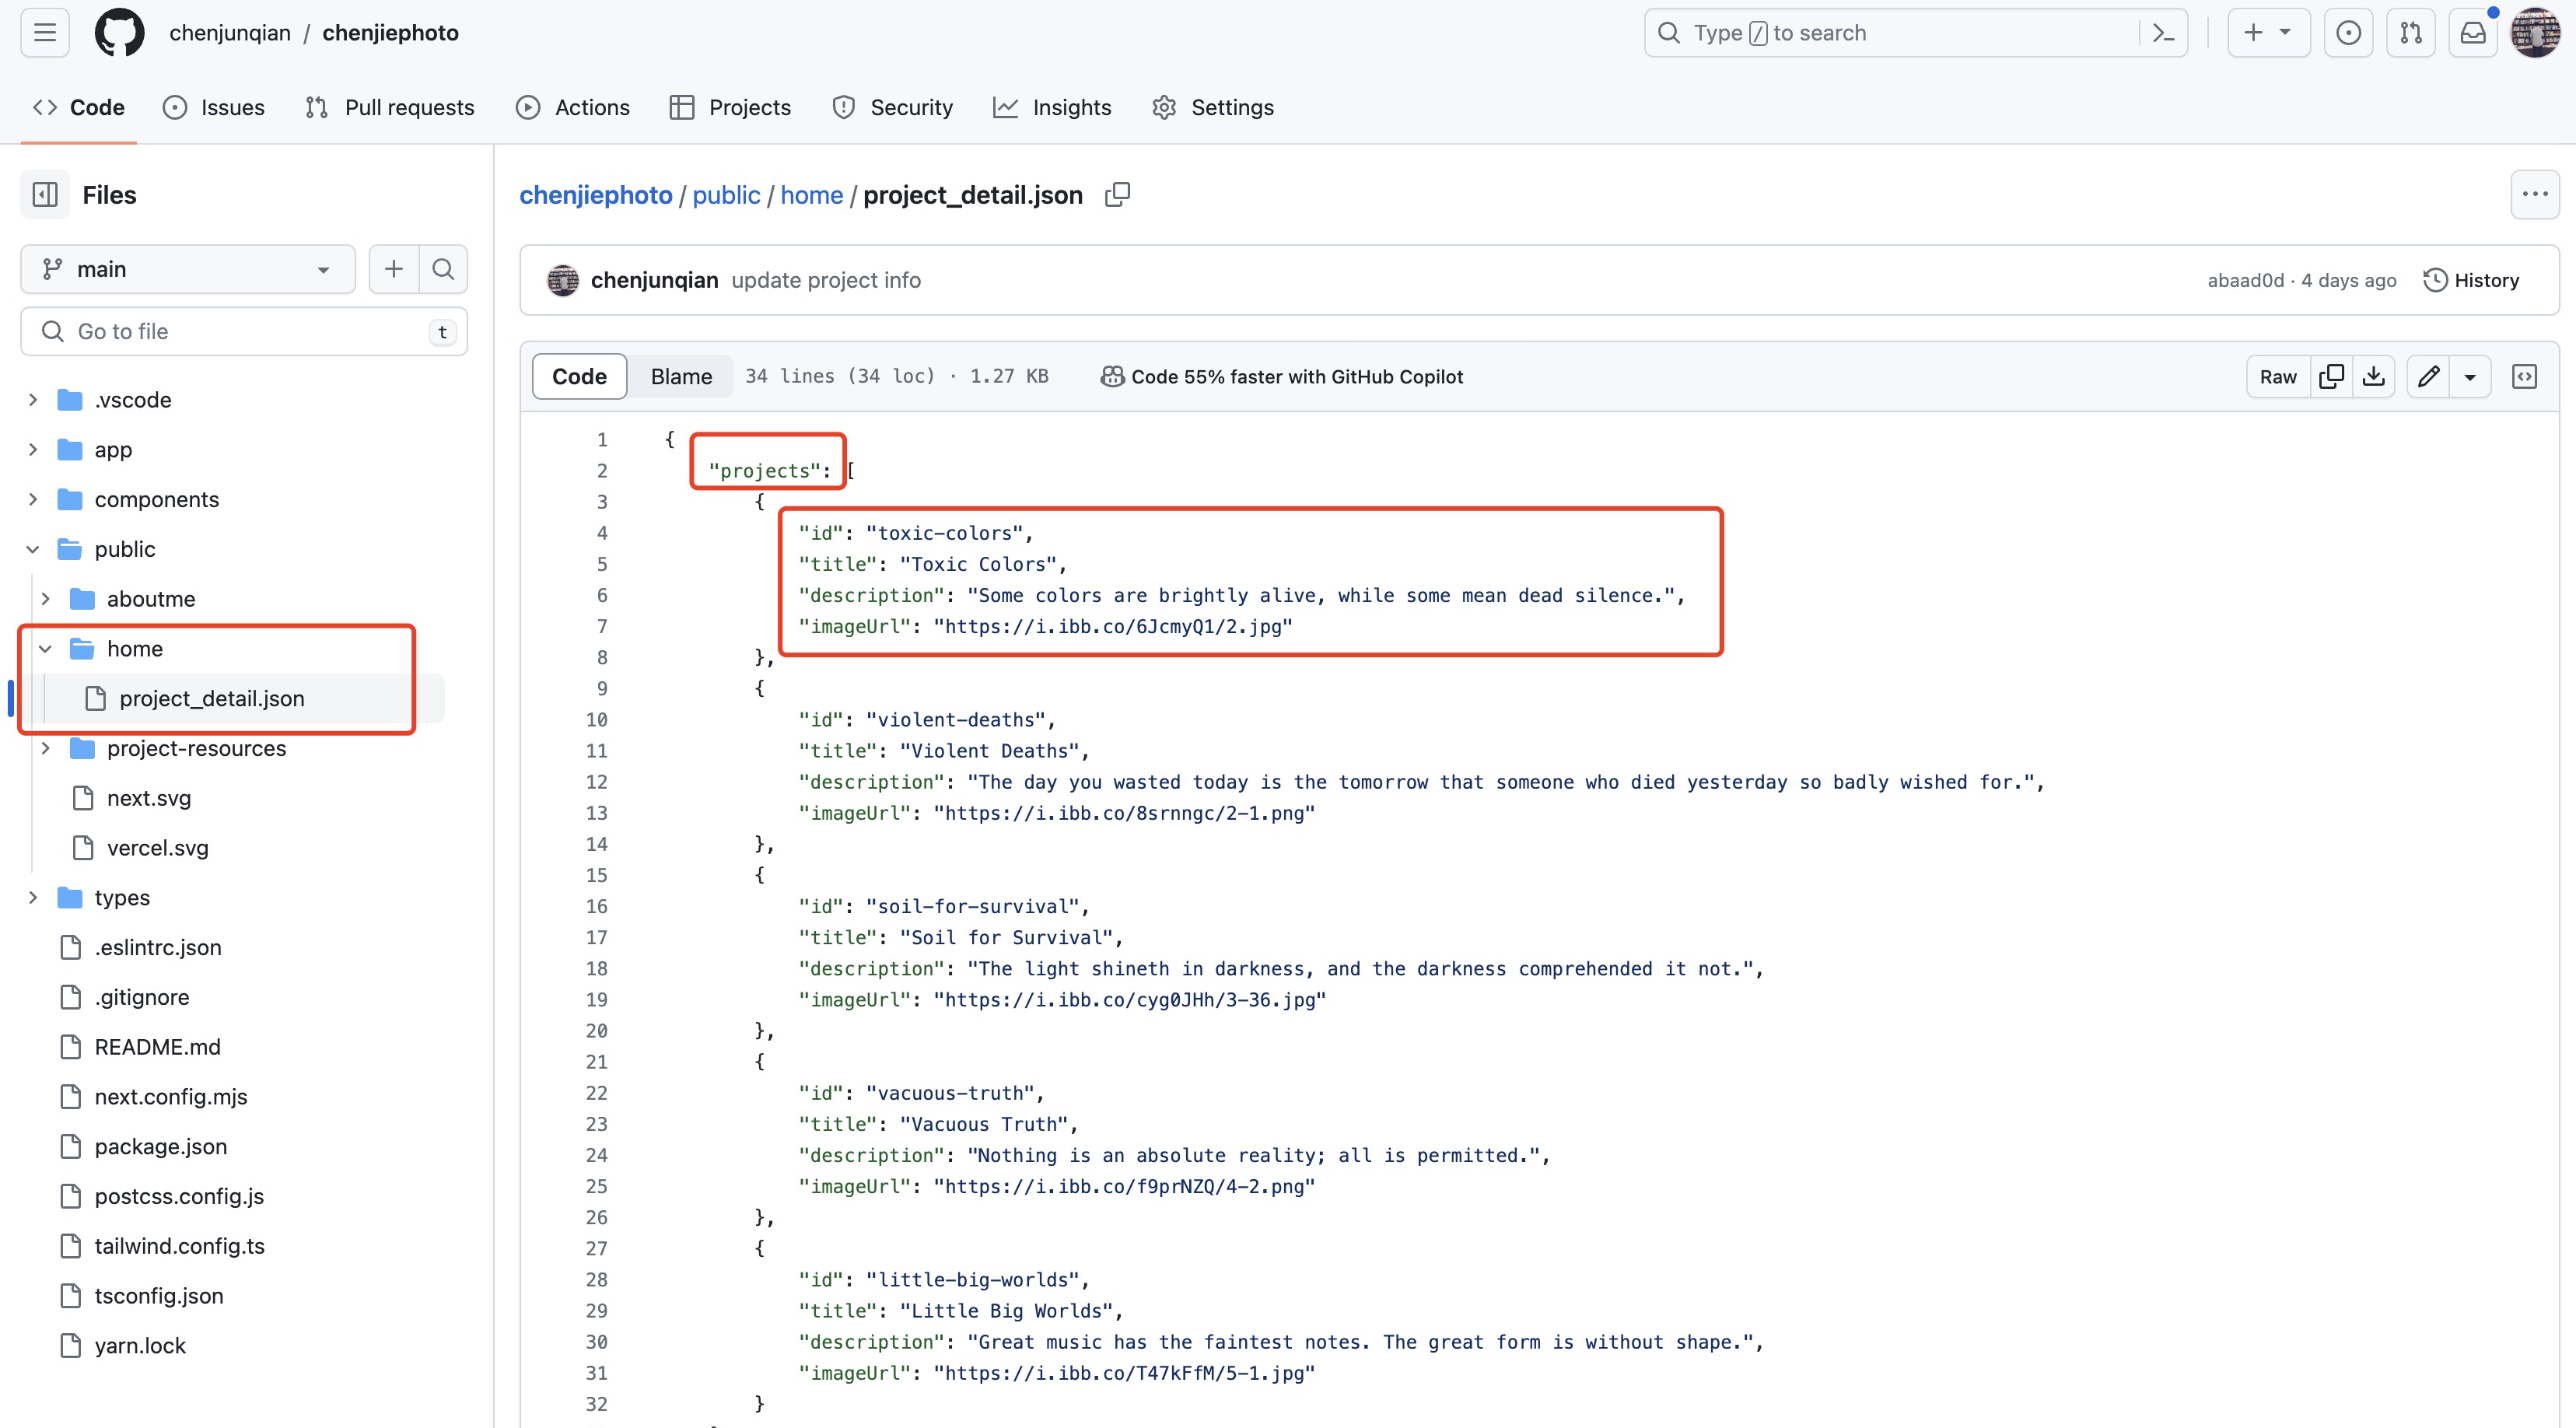 chenjunqian / chenjiephoto
Type / to search
Code
Issues
Pull requests
Actions
Projects
Security
Insights
Settings
Files
main
Go to file
t
.vscode
app
components
public
aboutme
home
project_detail.json
project-resources
next.svg
vercel.svg
types
.eslintrc.json
.gitignore
README.md
next.config.mjs
package.json
postcss.config.js
tailwind.config.ts
tsconfig.json
yarn.lock
chenjiephoto / public / home / project_detail.json
chenjunqian update project info
abaad0d · 4 days ago
History
Code
Blame
34 lines (34 loc) · 1.27 KB
Code 55% faster with GitHub Copilot
Raw
1 {
2 "projects": [
3 {
4 "id": "toxic-colors",
5 "title": "Toxic Colors",
6 "description": "Some colors are brightly alive, while some mean dead silence.",
7 "imageUrl": "https://i.ibb.co/6JcmyQ1/2.jpg"
8 },
9 {
10 "id": "violent-deaths",
11 "title": "Violent Deaths",
12 "description": "The day you wasted today is the tomorrow that someone who died yesterday so badly wished for.",
13 "imageUrl": "https://i.ibb.co/8srnngc/2-1.png"
14 },
15 {
16 "id": "soil-for-survival",
17 "title": "Soil for Survival",
18 "description": "The light shineth in darkness, and the darkness comprehended it not.",
19 "imageUrl": "https://i.ibb.co/cyg0JHh/3-36.jpg"
20 },
21 {
22 "id": "vacuous-truth",
23 "title": "Vacuous Truth",
24 "description": "Nothing is an absolute reality; all is permitted.",
25 "imageUrl": "https://i.ibb.co/f9prNZQ/4-2.png"
26 },
27 {
28 "id": "little-big-worlds",
29 "title": "Little Big Worlds",
30 "description": "Great music has the faintest notes. The great form is without shape.",
31 "imageUrl": "https://i.ibb.co/T47kFfM/5-1.jpg"
32 }